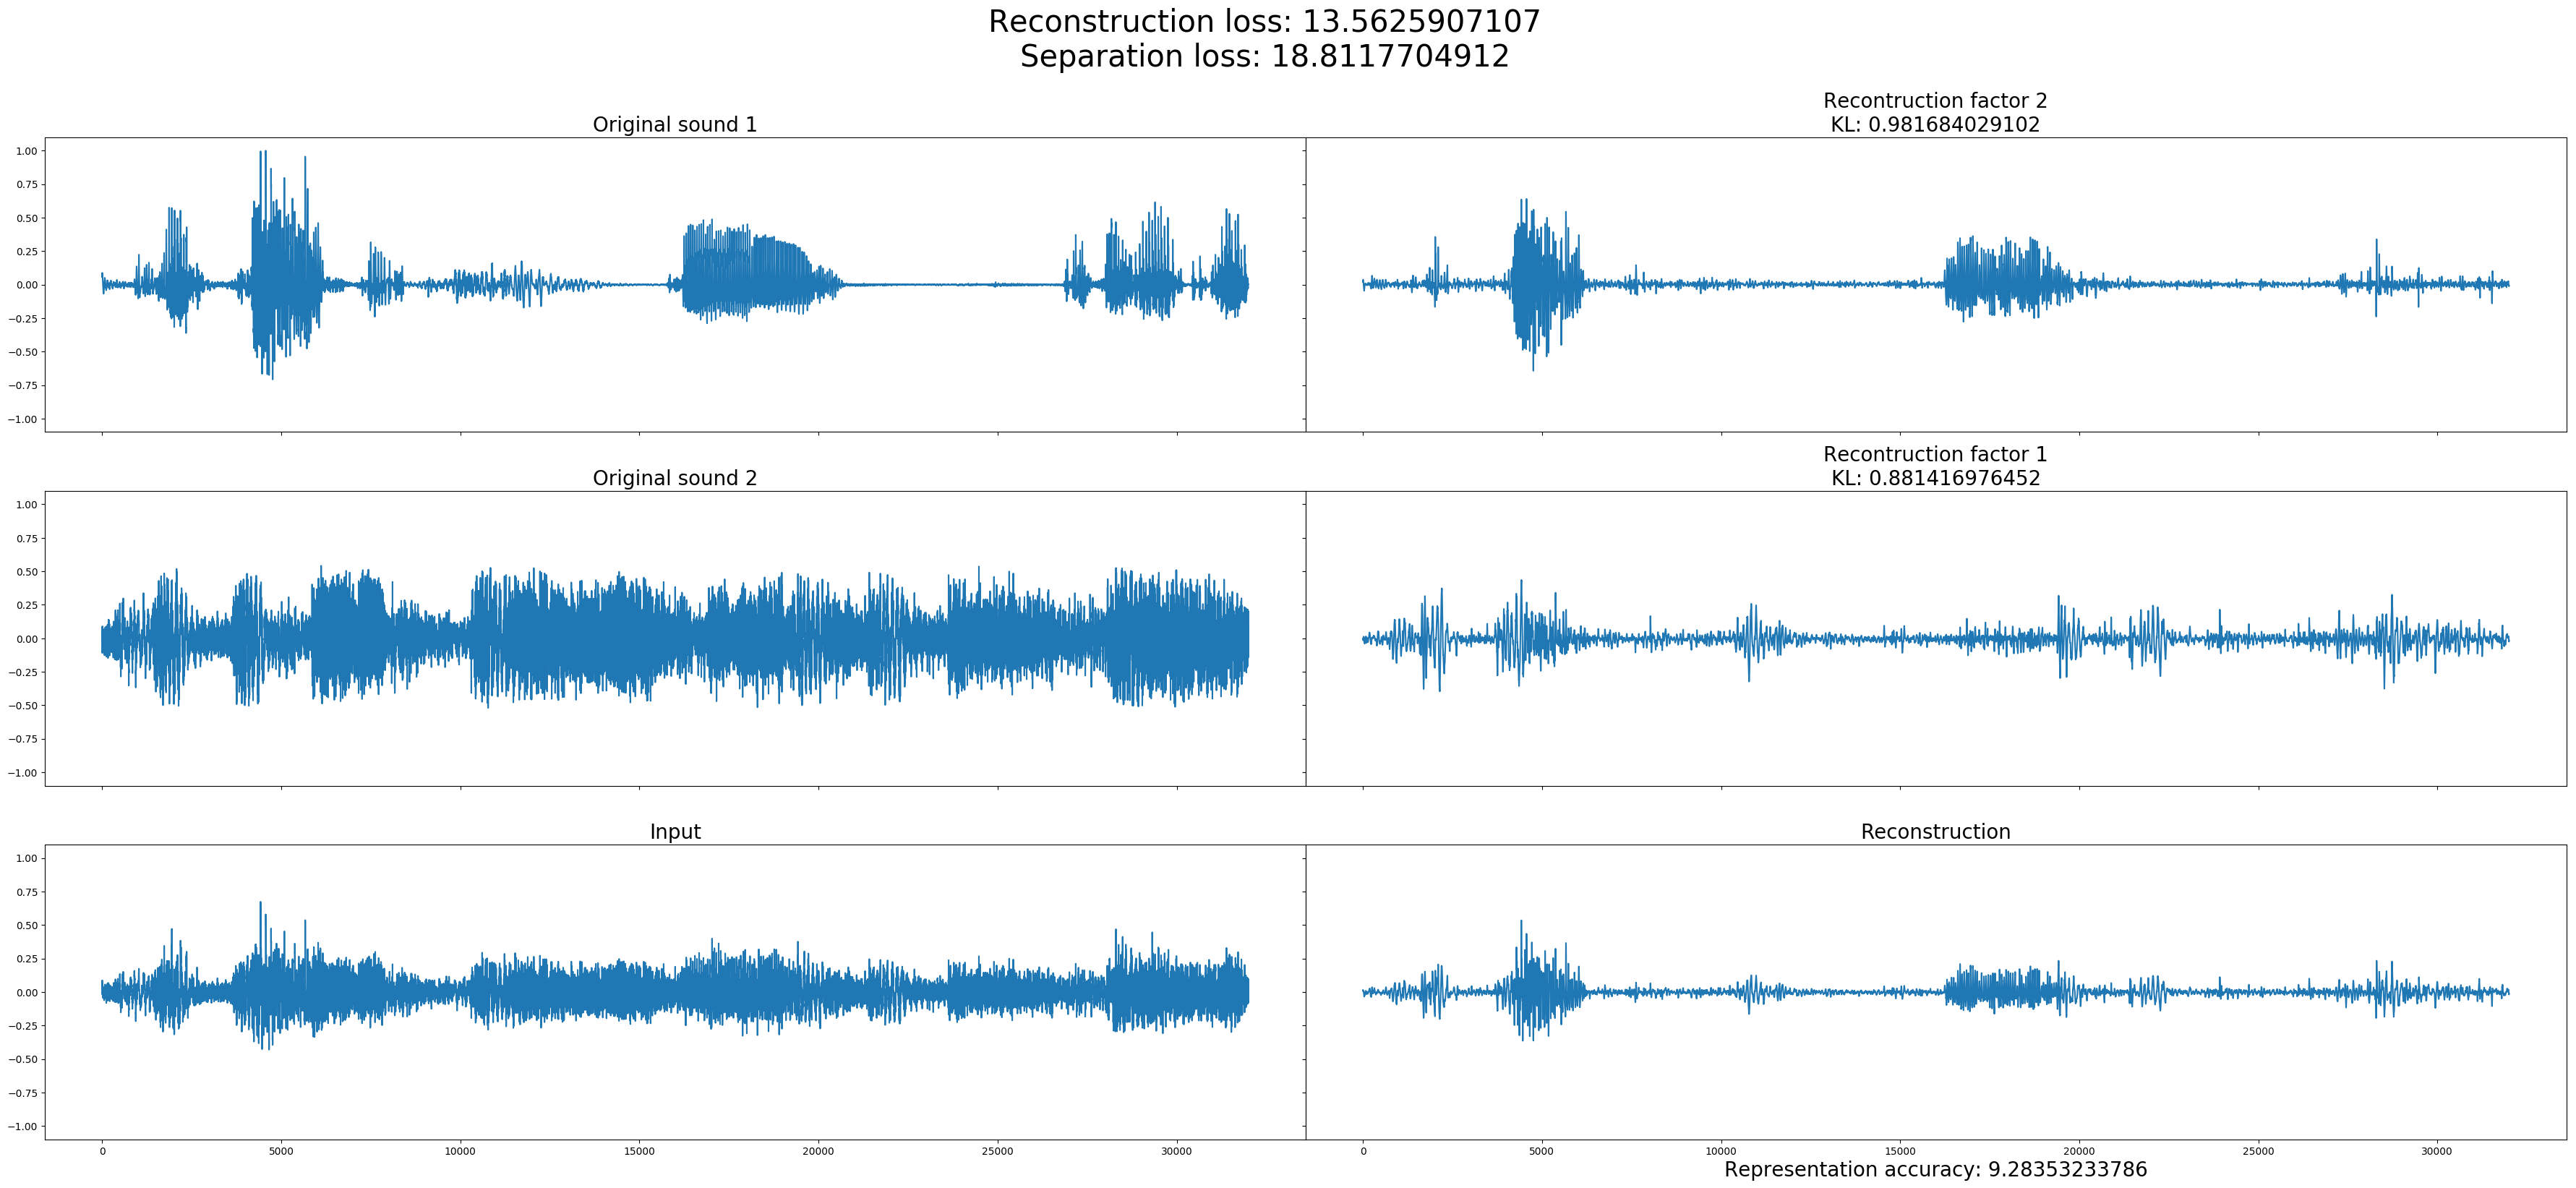 Reconstruction loss: 13.5625907107
Separation loss: 18.8117704912
Original sound 1
Recontruction factor 2
KL: 0.981684029102
1.00
0.75
0.50
0.25
0.00
−0.25
−0.50
−0.75
−1.00
Original sound 2
Recontruction factor 1
KL: 0.881416976452
1.00
0.75
0.50
0.25
0.00
−0.25
−0.50
−0.75
−1.00
Input
Reconstruction
1.00
0.75
0.50
0.25
0.00
−0.25
−0.50
−0.75
−1.00
0 5000 10000 15000 20000 25000 30000
0 5000 10000 15000 20000 25000 30000
Representation accuracy: 9.28353233786